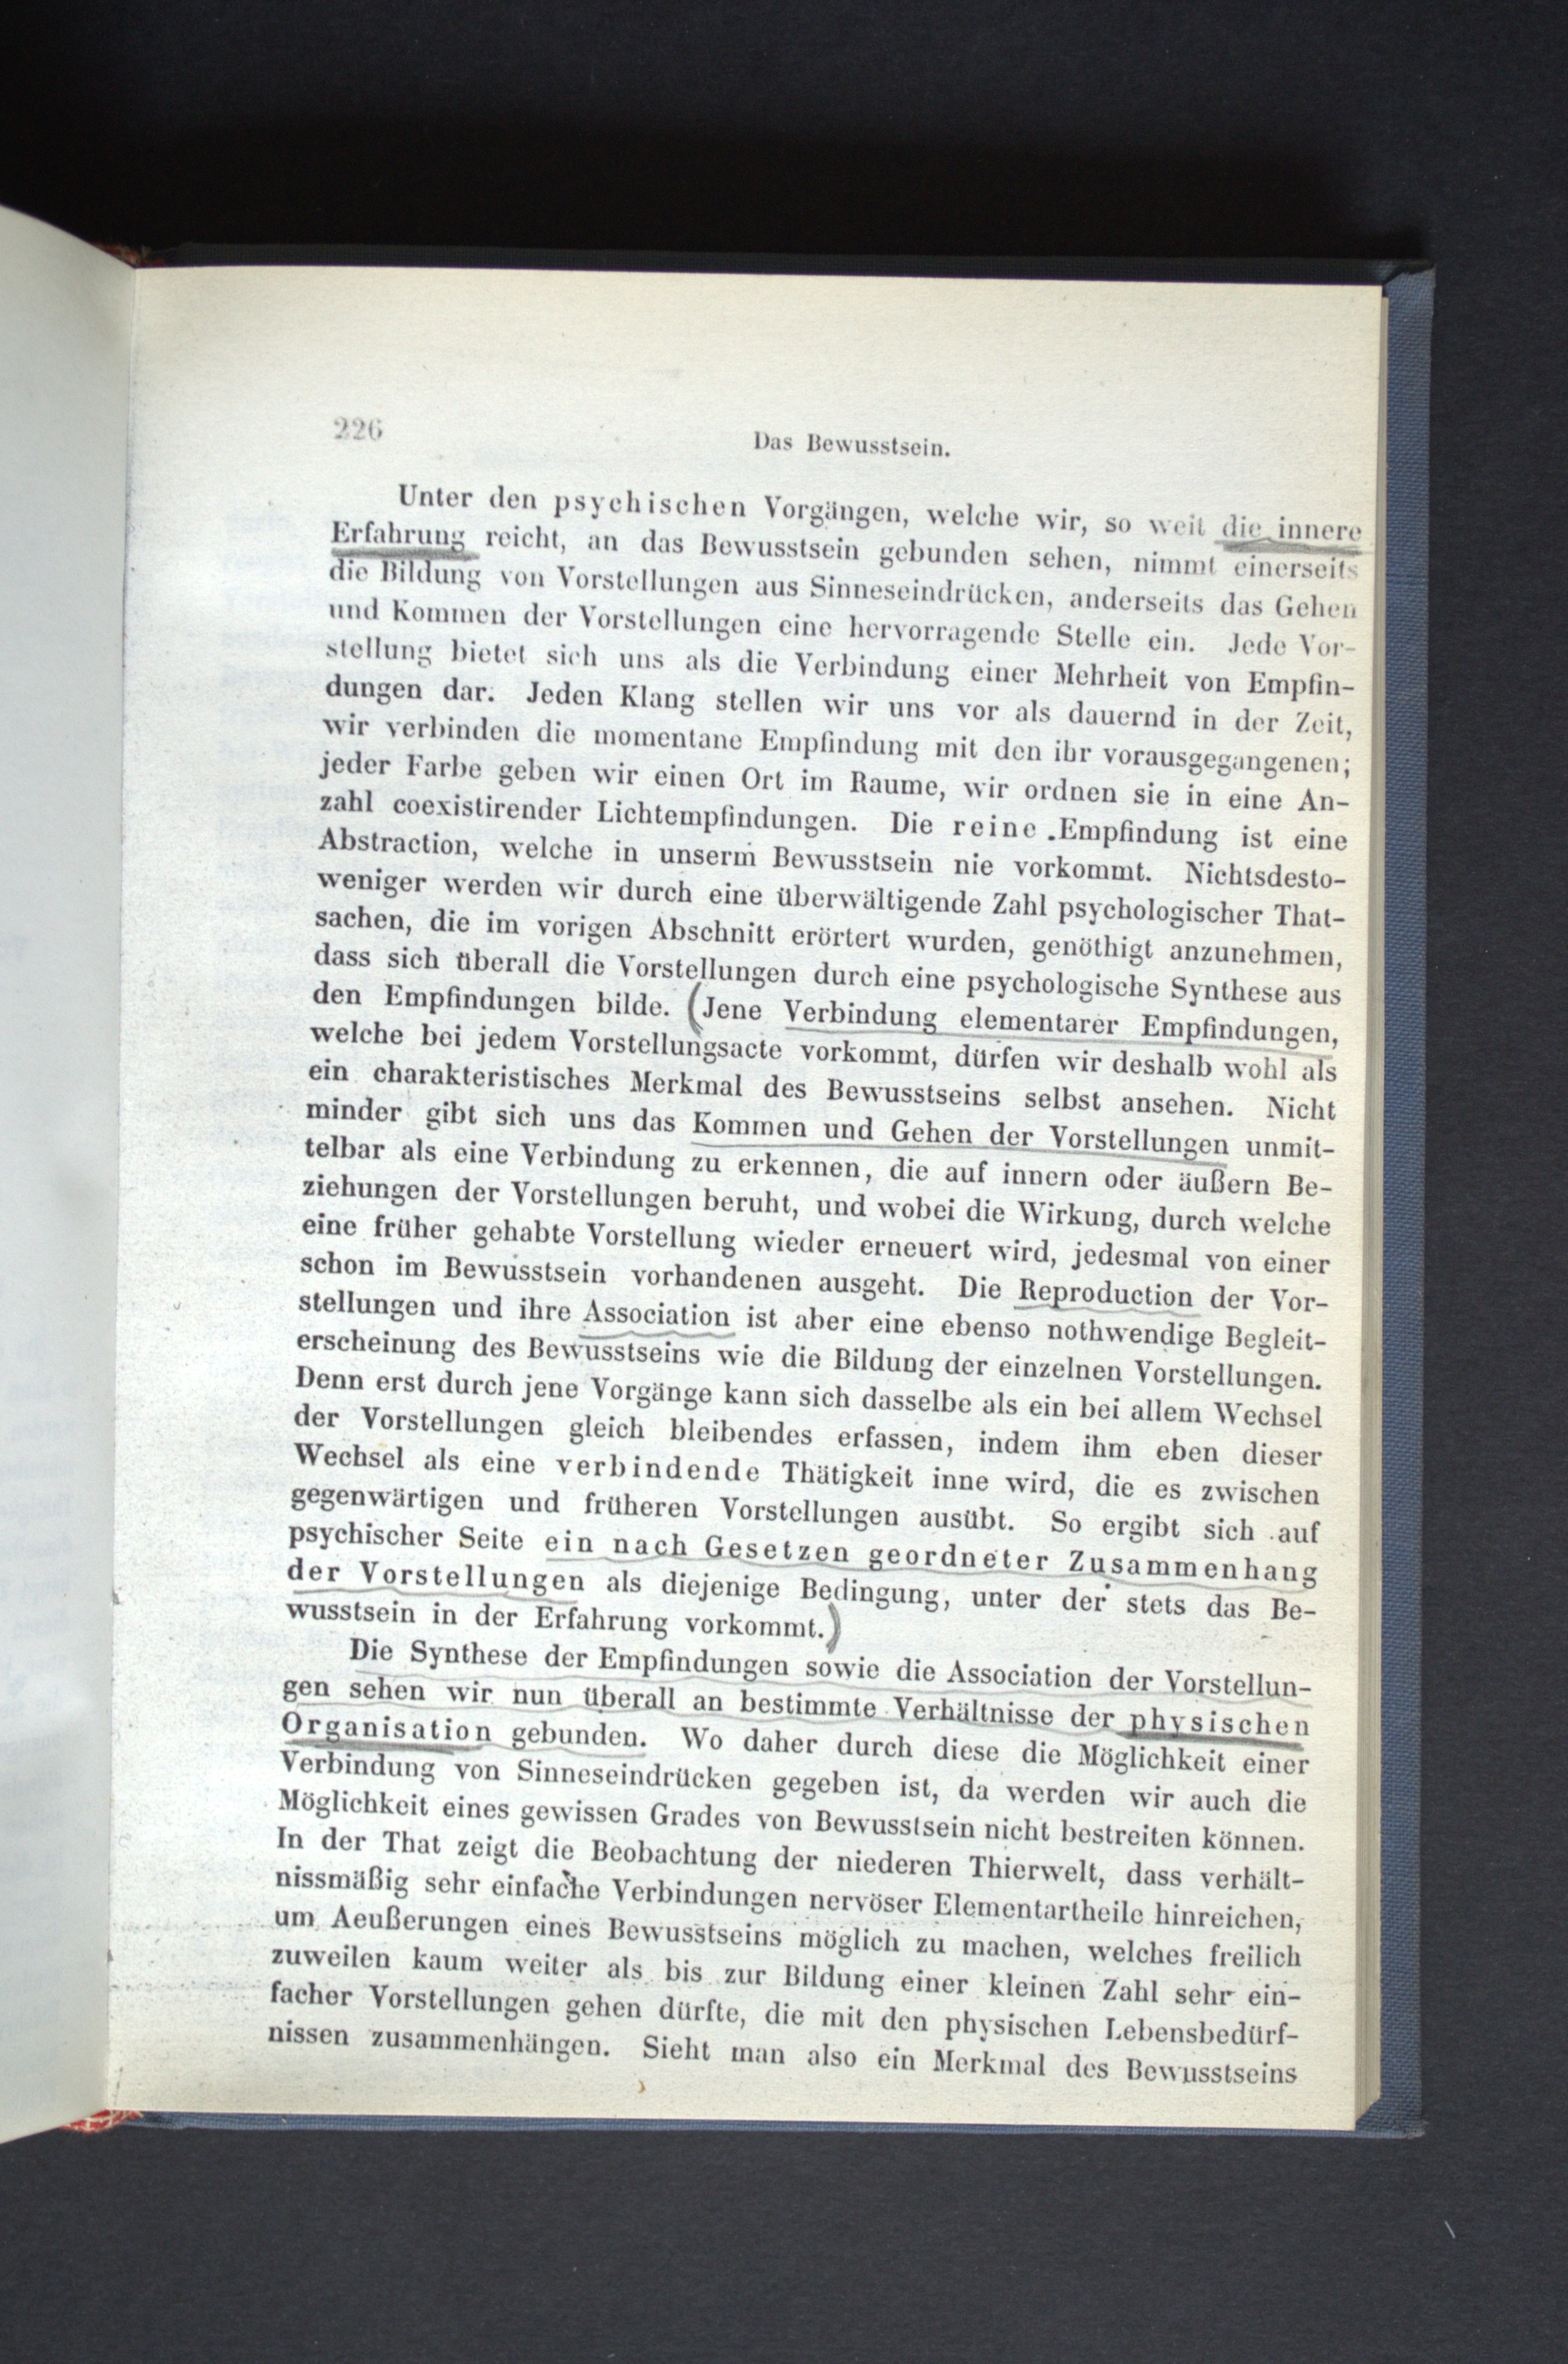 226
Das Bewusstsein.
Unter den psychischen Vorgängen, welche wir, so weit die innere
Erfahrung reicht, an das Bewusstsein gebunden sehen, nimmt einerseits
die Bildung von Vorstellungen aus Sinneseindrücken, anderseits das Gehen
und Kommen der Vorstellungen eine hervorragende Stelle ein. Jede Vor-
stellung bietet sich uns als die Verbindung einer Mehrheit von Empfin-
dungen dar. Jeden Klang stellen wir uns vor als dauernd in der Zeit,
wir verbinden die momentane Empfindung mit den ihr vorausgegangenen;
jeder Farbe geben wir einen Ort im Raume, wir ordnen sie in eine An-
zahl coexistirender Lichtempfindungen. Die reine Empfindung ist eine
Abstraction, welche in unserm Bewusstsein nie vorkommt. Nichtsdesto-
weniger werden wir durch eine überwältigende Zahl psychologischer That-
sachen, die im vorigen Abschnitt erörtert wurden, genöthigt anzunehmen,
dass sich überall die Vorstellungen durch eine psychologische Synthese aus
den Empfindungen bilde. (Jene Verbindung elementarer Empfindungen,
welche bei jedem Vorstellungsacte vorkommt, dürfen wir deshalb wohl als
ein charakteristisches Merkmal des Bewusstseins selbst ansehen. Nicht
minder gibt sich uns das Kommen und Gehen der Vorstellungen unmit-
telbar als eine Verbindung zu erkennen, die auf innern oder äußern Be-
ziehungen der Vorstellungen beruht, und wobei die Wirkung, durch welche
eine früher gehabte Vorstellung wieder erneuert wird, jedesmal von einer
schon im Bewusstsein vorhandenen ausgeht. Die Reproduction der Vor-
stellungen und ihre Association ist aber eine ebenso nothwendige Begleit-
erscheinung des Bewusstseins wie die Bildung der einzelnen Vorstellungen.
Denn erst durch jene Vorgänge kann sich dasselbe als ein bei allem Wechsel
der Vorstellungen gleich bleibendes erfassen, indem ihm eben dieser
Wechsel als eine verbindende Thätigkeit inne wird, die es zwischen
gegenwärtigen und früheren Vorstellungen ausübt. So ergibt sich auf
psychischer Seite ein nach Gesetzen geordneter Zusammenhang
der Vorstellungen als diejenige Bedingung, unter der stets das Be-
wusstsein in der Erfahrung vorkommt.)
Die Synthese der Empfindungen sowie die Association der Vorstellun-
gen sehen wir nun überall an bestimmte Verhältnisse der physischen
Organisation gebunden. Wo daher durch diese die Möglichkeit einer
Verbindung von Sinneseindrücken gegeben ist, da werden wir auch die
Möglichkeit eines gewissen Grades von Bewusstsein nicht bestreiten können.
In der That zeigt die Beobachtung der niederen Thierwelt, dass verhält-
nissmäßig sehr einfache Verbindungen nervöser Elementartheile hinreichen,
um Aeußerungen eines Bewusstseins möglich zu machen, welches freilich
zuweilen kaum weiter als bis zur Bildung einer kleinen Zahl sehr ein-
facher Vorstellungen gehen dürfte, die mit den physischen Lebensbedürf-
nissen zusammenhängen. Sieht man also ein Merkmal des Bewusstseins